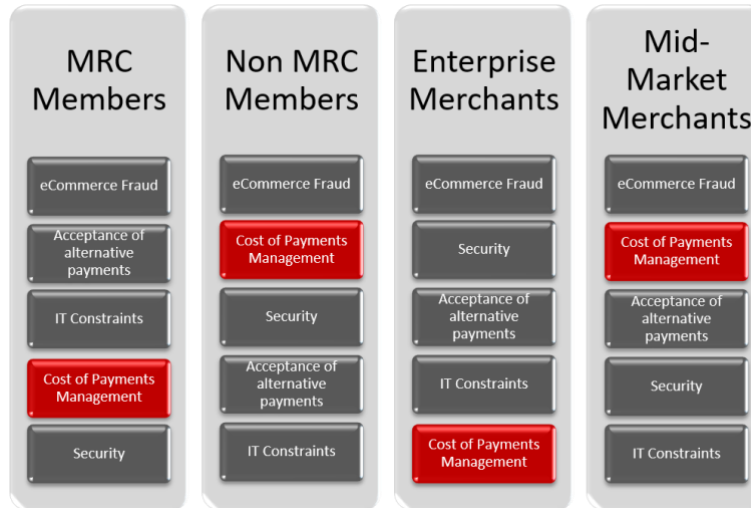 MRC
Members
eCommerce Fraud
Acceptance of
alternative
payments
IT Constraints
Cost of Payments
Management
Security
Non MRC
Members
eCommerce Fraud
Cost of Payments
Management
Security
Acceptance of
alternative
payments
IT Constraints
Enterprise
Merchants
eCommerce Fraud
Security
Acceptance of
alternative
payments
IT Constraints
Cost of Payments
Management
Mid-
Market
Merchants
eCommerce Fraud
Cost of Payments
Management
Acceptance of
alternative
payments
Security
IT Constraints